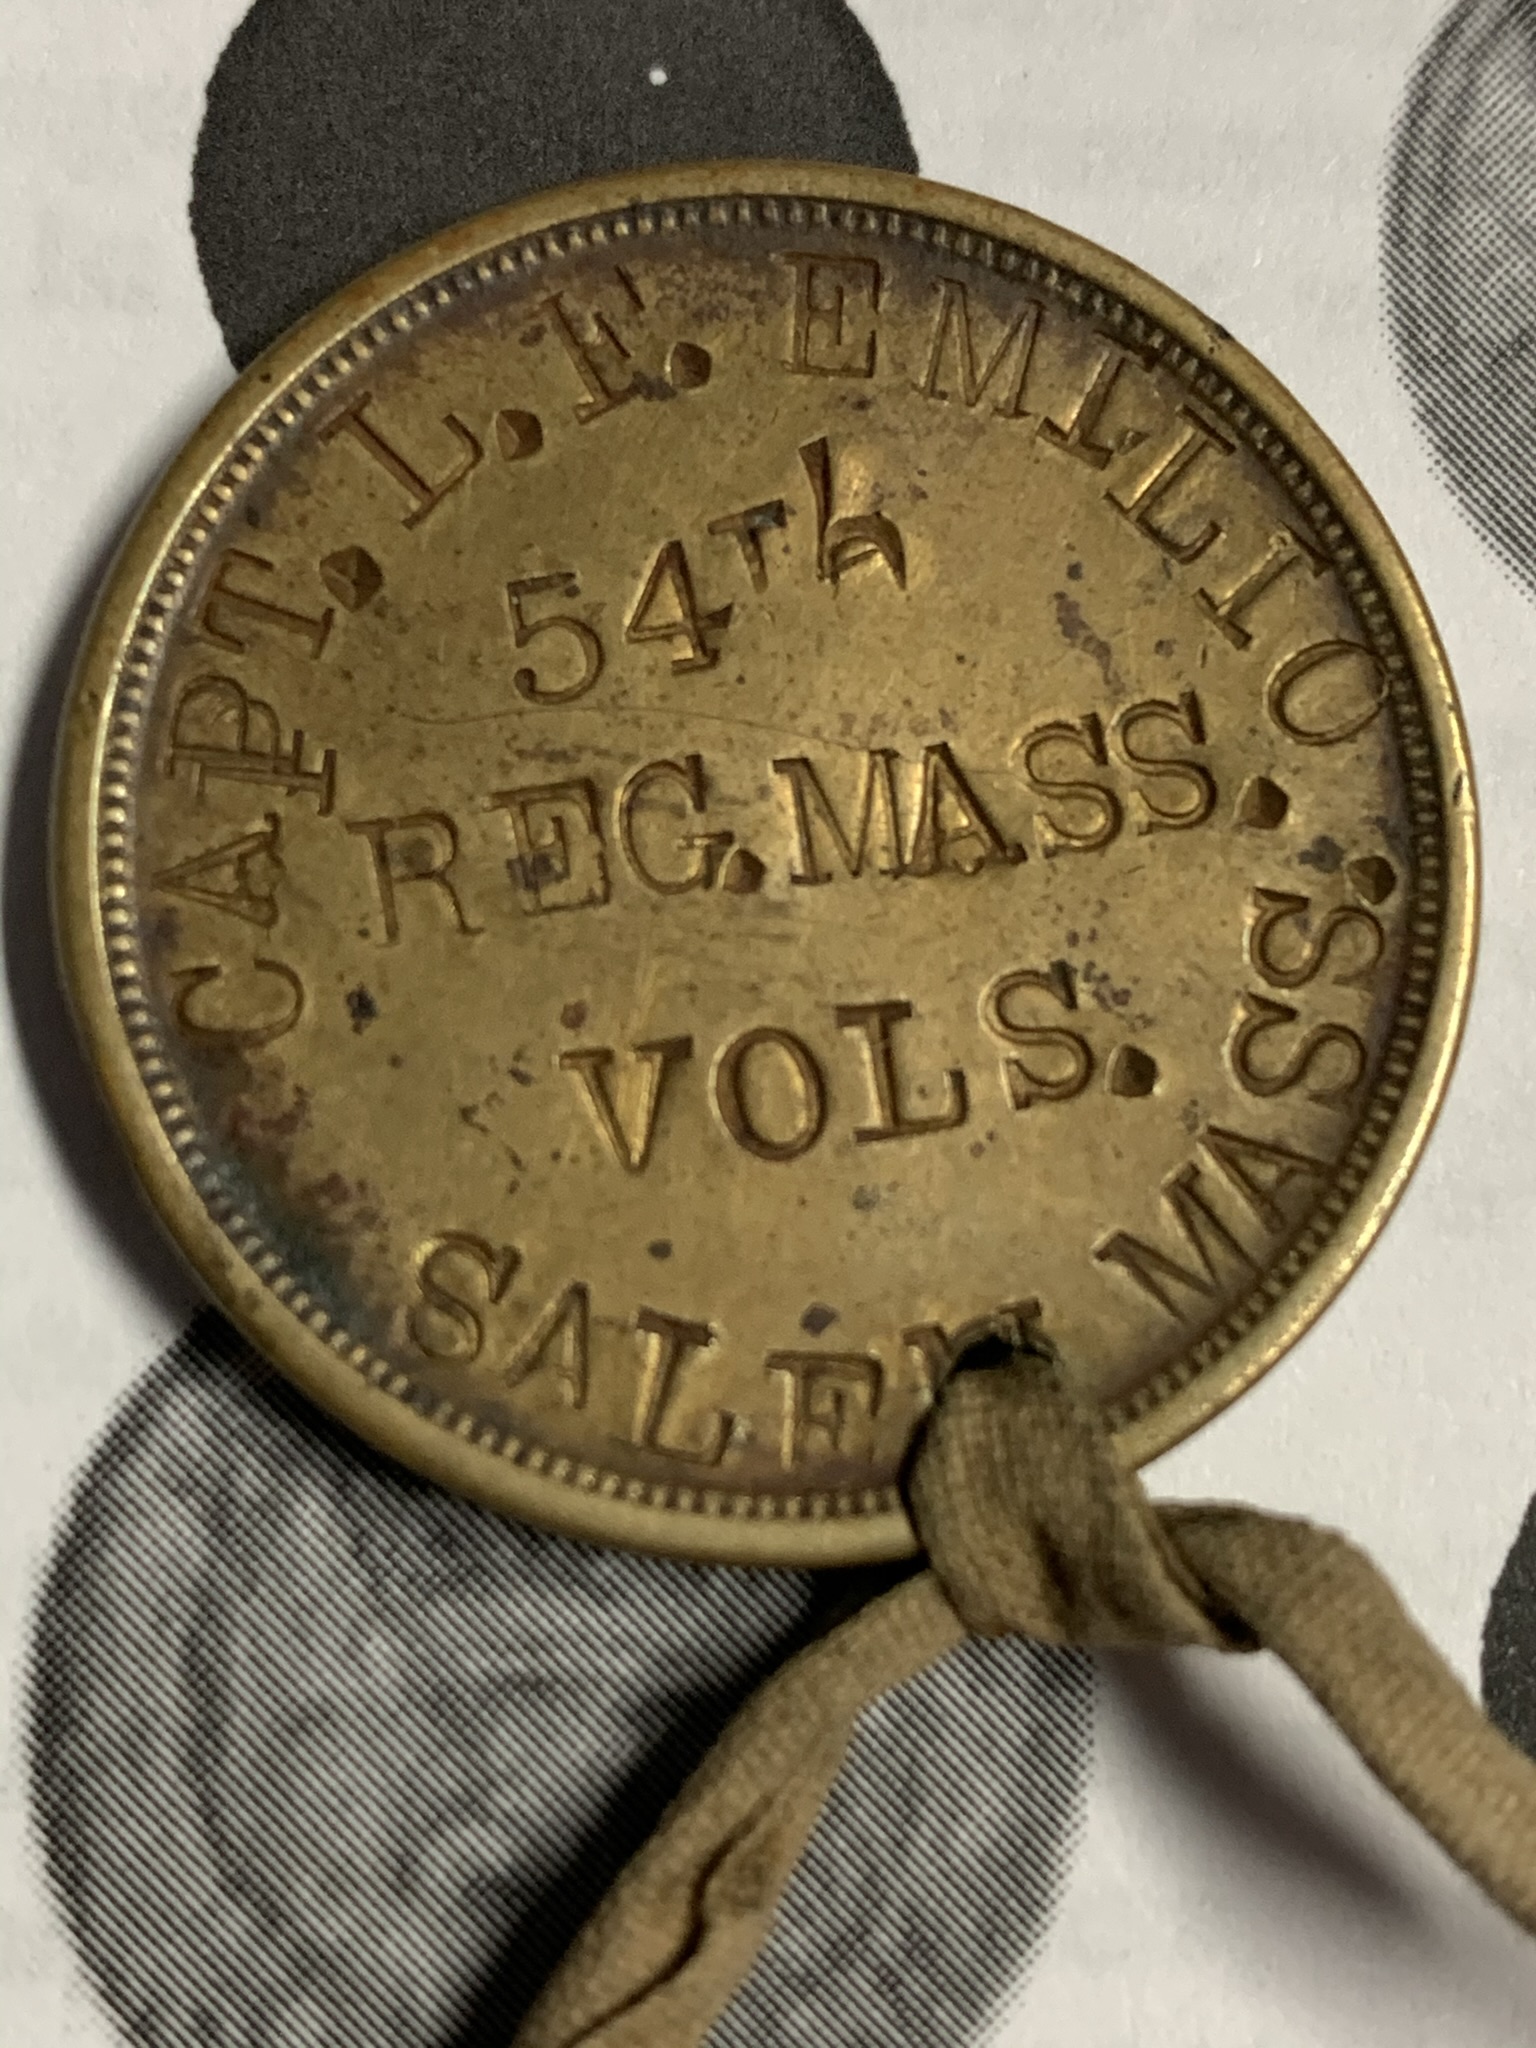 CAPT. L. F. EMILIO.
54Th
REG. MASS.
VOLS.
SALEM MASS.